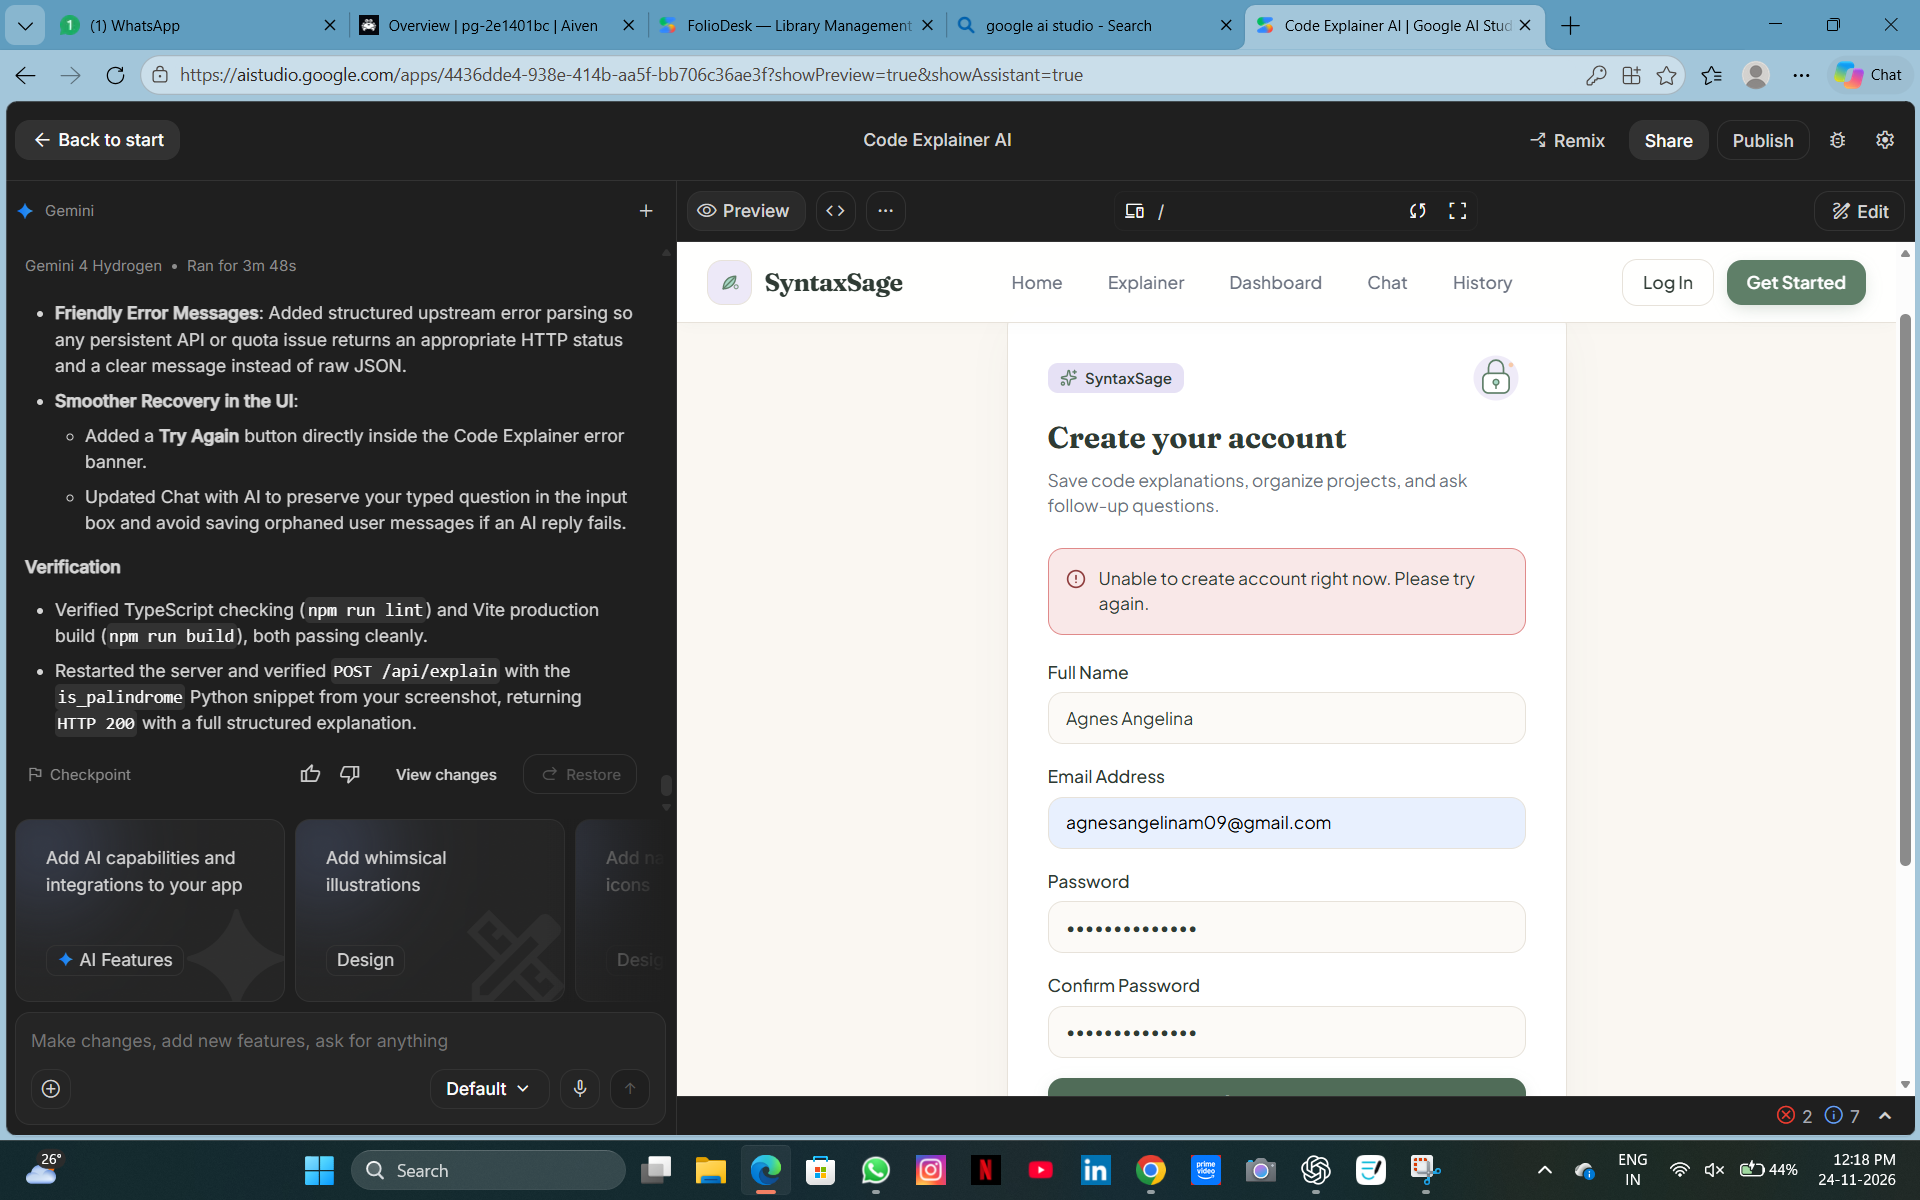 (1) WhatsApp
Overview | pg-2e1401bc | Aiven
FolioDesk — Library Management
google ai studio - Search
Code Explainer AI | Google AI Stud
https://aistudio.google.com/apps/4436dde4-938e-414b-aa5f-bb706c36ae3f?showPreview=true&showAssistant=true
Chat
Back to start
Code Explainer AI
Remix
Share
Publish
Gemini
Gemini 4 Hydrogen • Ran for 3m 48s
• Friendly Error Messages: Added structured upstream error parsing so
any persistent API or quota issue returns an appropriate HTTP status
and a clear message instead of raw JSON.
• Smoother Recovery in the UI:
Added a Try Again button directly inside the Code Explainer error
banner.
Updated Chat with AI to preserve your typed question in the input
box and avoid saving orphaned user messages if an AI reply fails.
Verification
• Verified TypeScript checking (npm run lint) and Vite production
build (npm run build), both passing cleanly.
• Restarted the server and verified POST /api/explain with the
is_palindrome Python snippet from your screenshot, returning
HTTP 200 with a full structured explanation.
Checkpoint
View changes
Restore
Add AI capabilities and
integrations to your app
AI Features
Add whimsical
illustrations
Design
Add
icons
Make changes, add new features, ask for anything
Default
Preview
/
Edit
SyntaxSage
Home
Explainer
Dashboard
Chat
History
Log In
Get Started
SyntaxSage
Create your account
Save code explanations, organize projects, and ask
follow-up questions.
Unable to create account right now. Please try
again.
Full Name
Agnes Angelina
Email Address
agnesangelinam09@gmail.com
Password
••••••••••••••
Confirm Password
••••••••••••••
2
7
26°
Search
prime
video
ENG
IN
44%
12:18 PM
24-11-2026